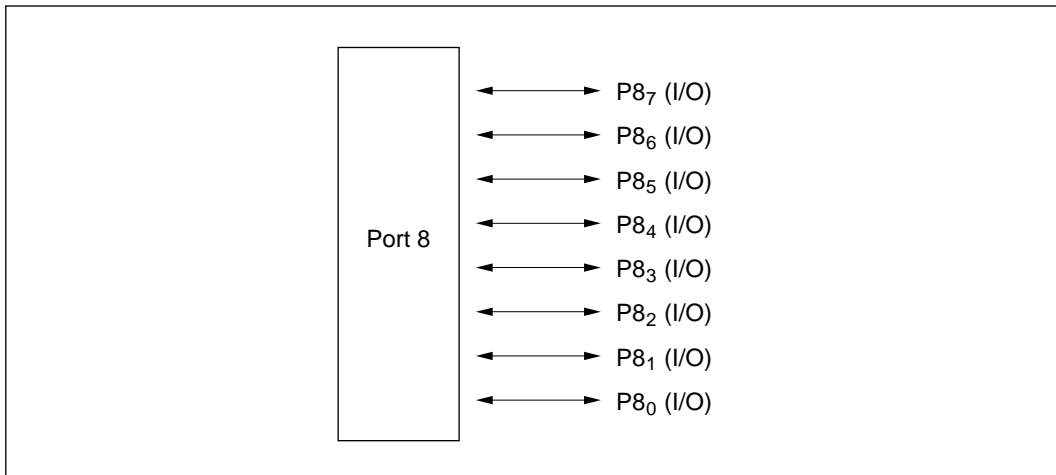 Port 8
P8₇ (I/O)
P8₆ (I/O)
P8₅ (I/O)
P8₄ (I/O)
P8₃ (I/O)
P8₂ (I/O)
P8₁ (I/O)
P8₀ (I/O)